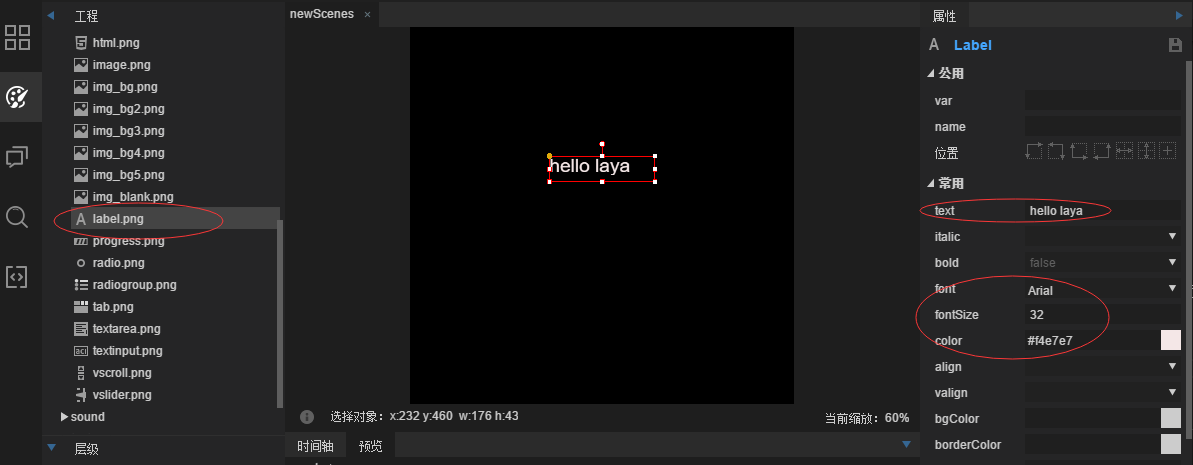 工程
html.png
image.png
img_bg.png
img_bg2.png
img_bg3.png
img_bg4.png
img_bg5.png
img_blank.png
label.png
progress.png
radio.png
radiogroup.png
tab.png
textarea.png
textinput.png
vscroll.png
vslider.png
sound
层级
newScenes ×
hello laya
选择对象：x:232 y:460 w:176 h:43
当前缩放：60%
时间轴 预览
属性
A Label
公用
var
name
位置
常用
text hello laya
italic
bold false
font Arial
fontSize 32
color #f4e7e7
align
valign
bgColor
borderColor